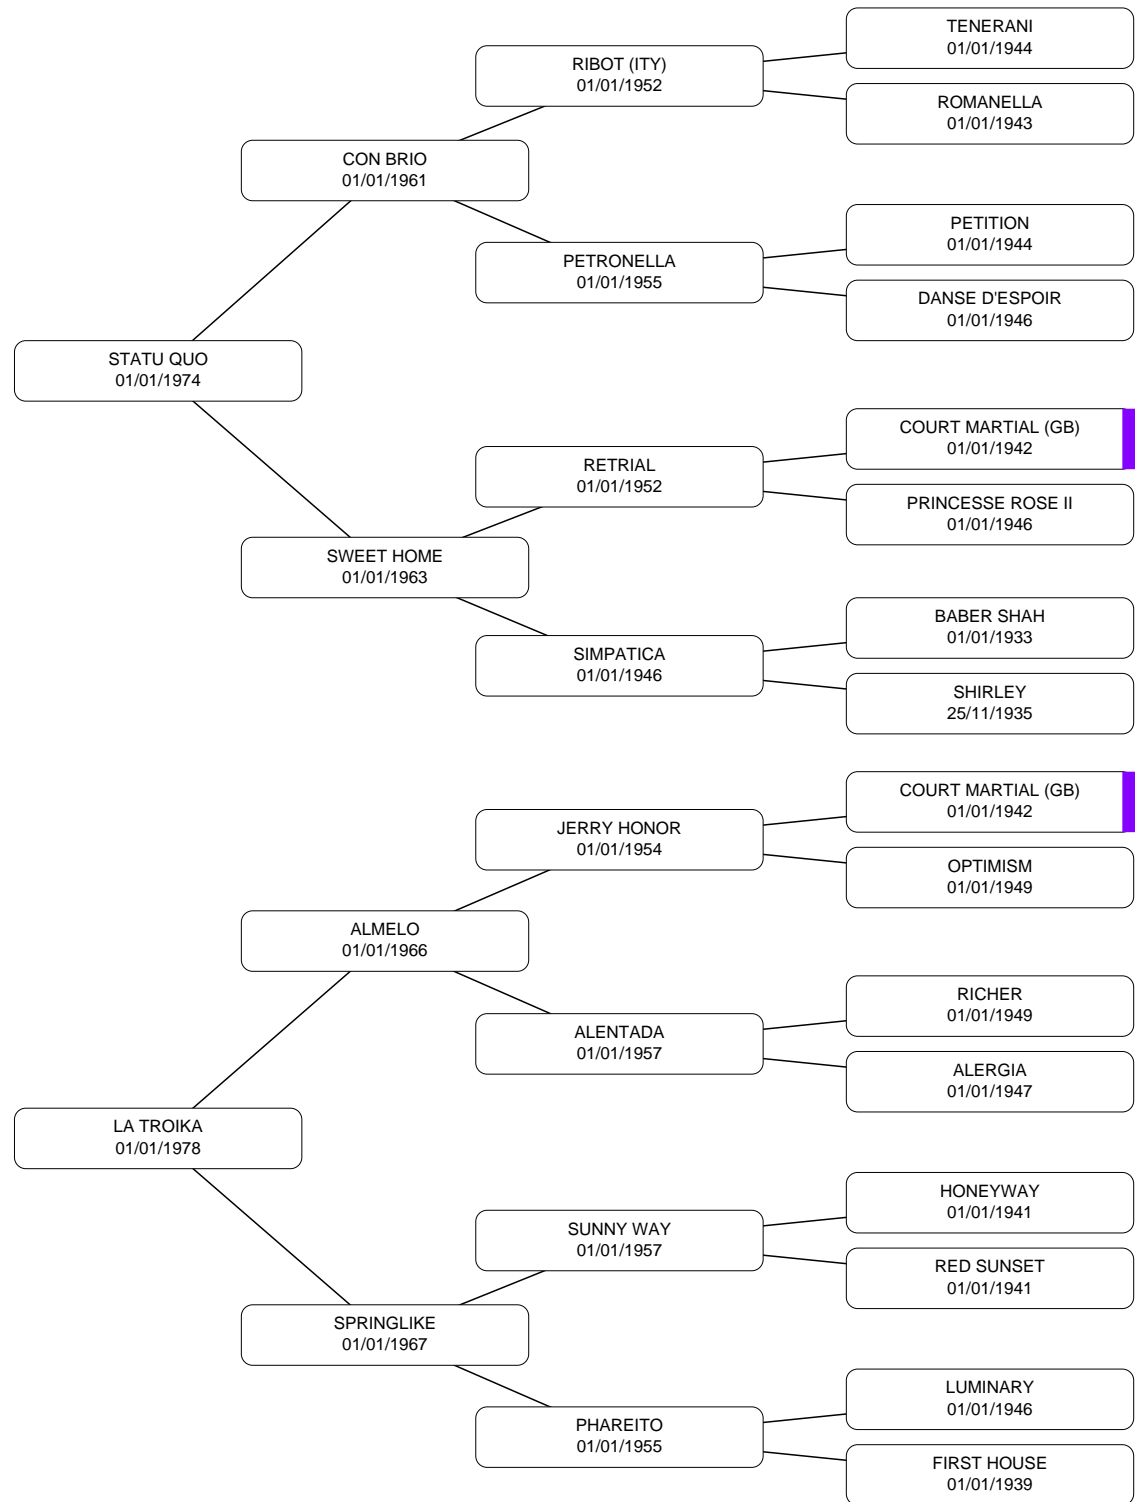 TENERANI
01/01/1944
RIBOT (ITY)
01/01/1952
ROMANELLA
01/01/1943
CON BRIO
01/01/1961
PETITION
01/01/1944
PETRONELLA
01/01/1955
DANSE D'ESPOIR
01/01/1946
STATU QUO
01/01/1974
COURT MARTIAL (GB)
01/01/1942
RETRIAL
01/01/1952
PRINCESSE ROSE II
01/01/1946
SWEET HOME
01/01/1963
BABER SHAH
01/01/1933
SIMPATICA
01/01/1946
SHIRLEY
25/11/1935
COURT MARTIAL (GB)
01/01/1942
JERRY HONOR
01/01/1954
OPTIMISM
01/01/1949
ALMELO
01/01/1966
RICHER
01/01/1949
ALENTADA
01/01/1957
ALERGIA
01/01/1947
LA TROIKA
01/01/1978
HONEYWAY
01/01/1941
SUNNY WAY
01/01/1957
RED SUNSET
01/01/1941
SPRINGLIKE
01/01/1967
LUMINARY
01/01/1946
PHAREITO
01/01/1955
FIRST HOUSE
01/01/1939